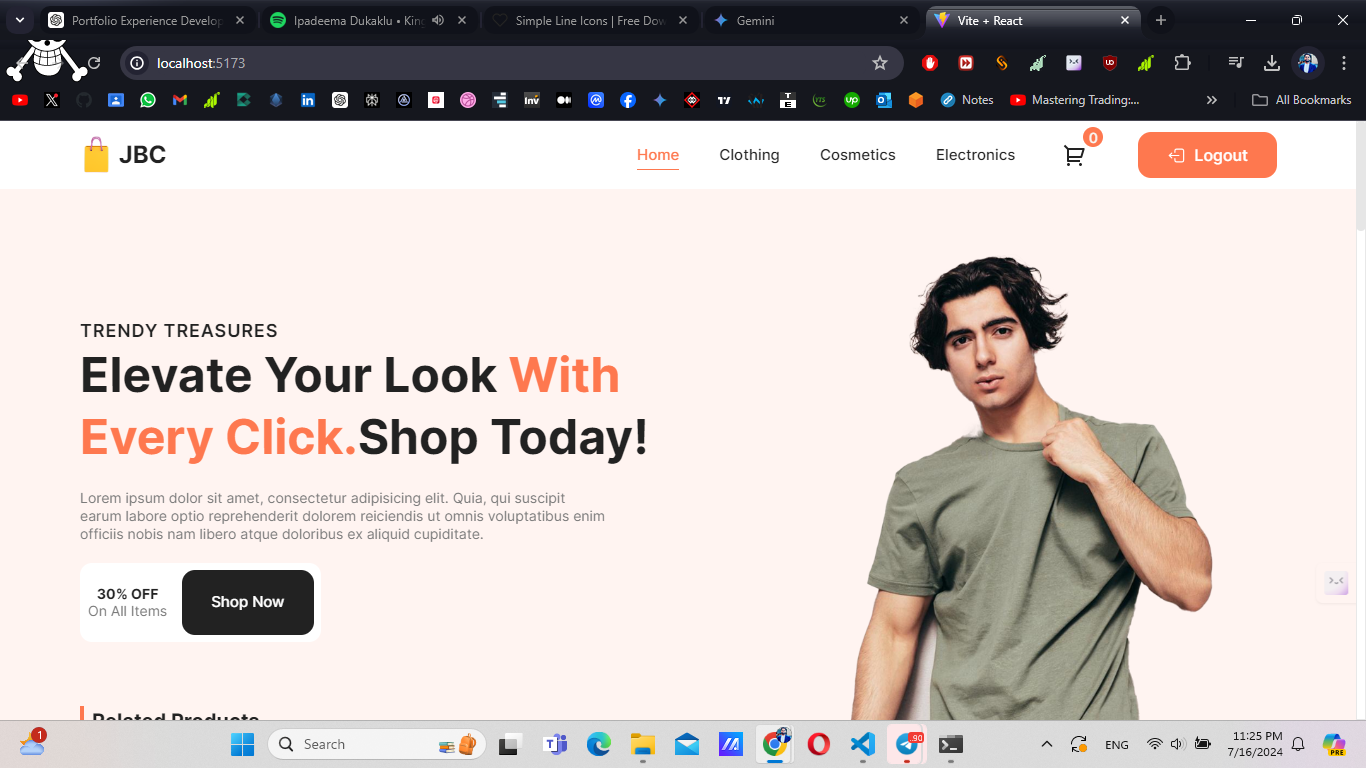 Portfolio Experience Develop
Ipadeema Dukaklu • King
Simple Line Icons | Free Dow
Gemini
Vite + React
localhost:5173
Notes
Mastering Trading:...
All Bookmarks
JBC
Home
Clothing
Cosmetics
Electronics
0
Logout
TRENDY TREASURES
Elevate Your Look With
Every Click.Shop Today!
Lorem ipsum dolor sit amet, consectetur adipisicing elit. Quia, qui suscipit
earum labore optio reprehenderit dolorem reiciendis ut omnis voluptatibus enim
officiis nobis nam libero atque doloribus ex aliquid cupiditate.
30% OFF
On All Items
Shop Now
Related Products
1
Search
.90
ENG
11:25 PM
7/16/2024
PRE